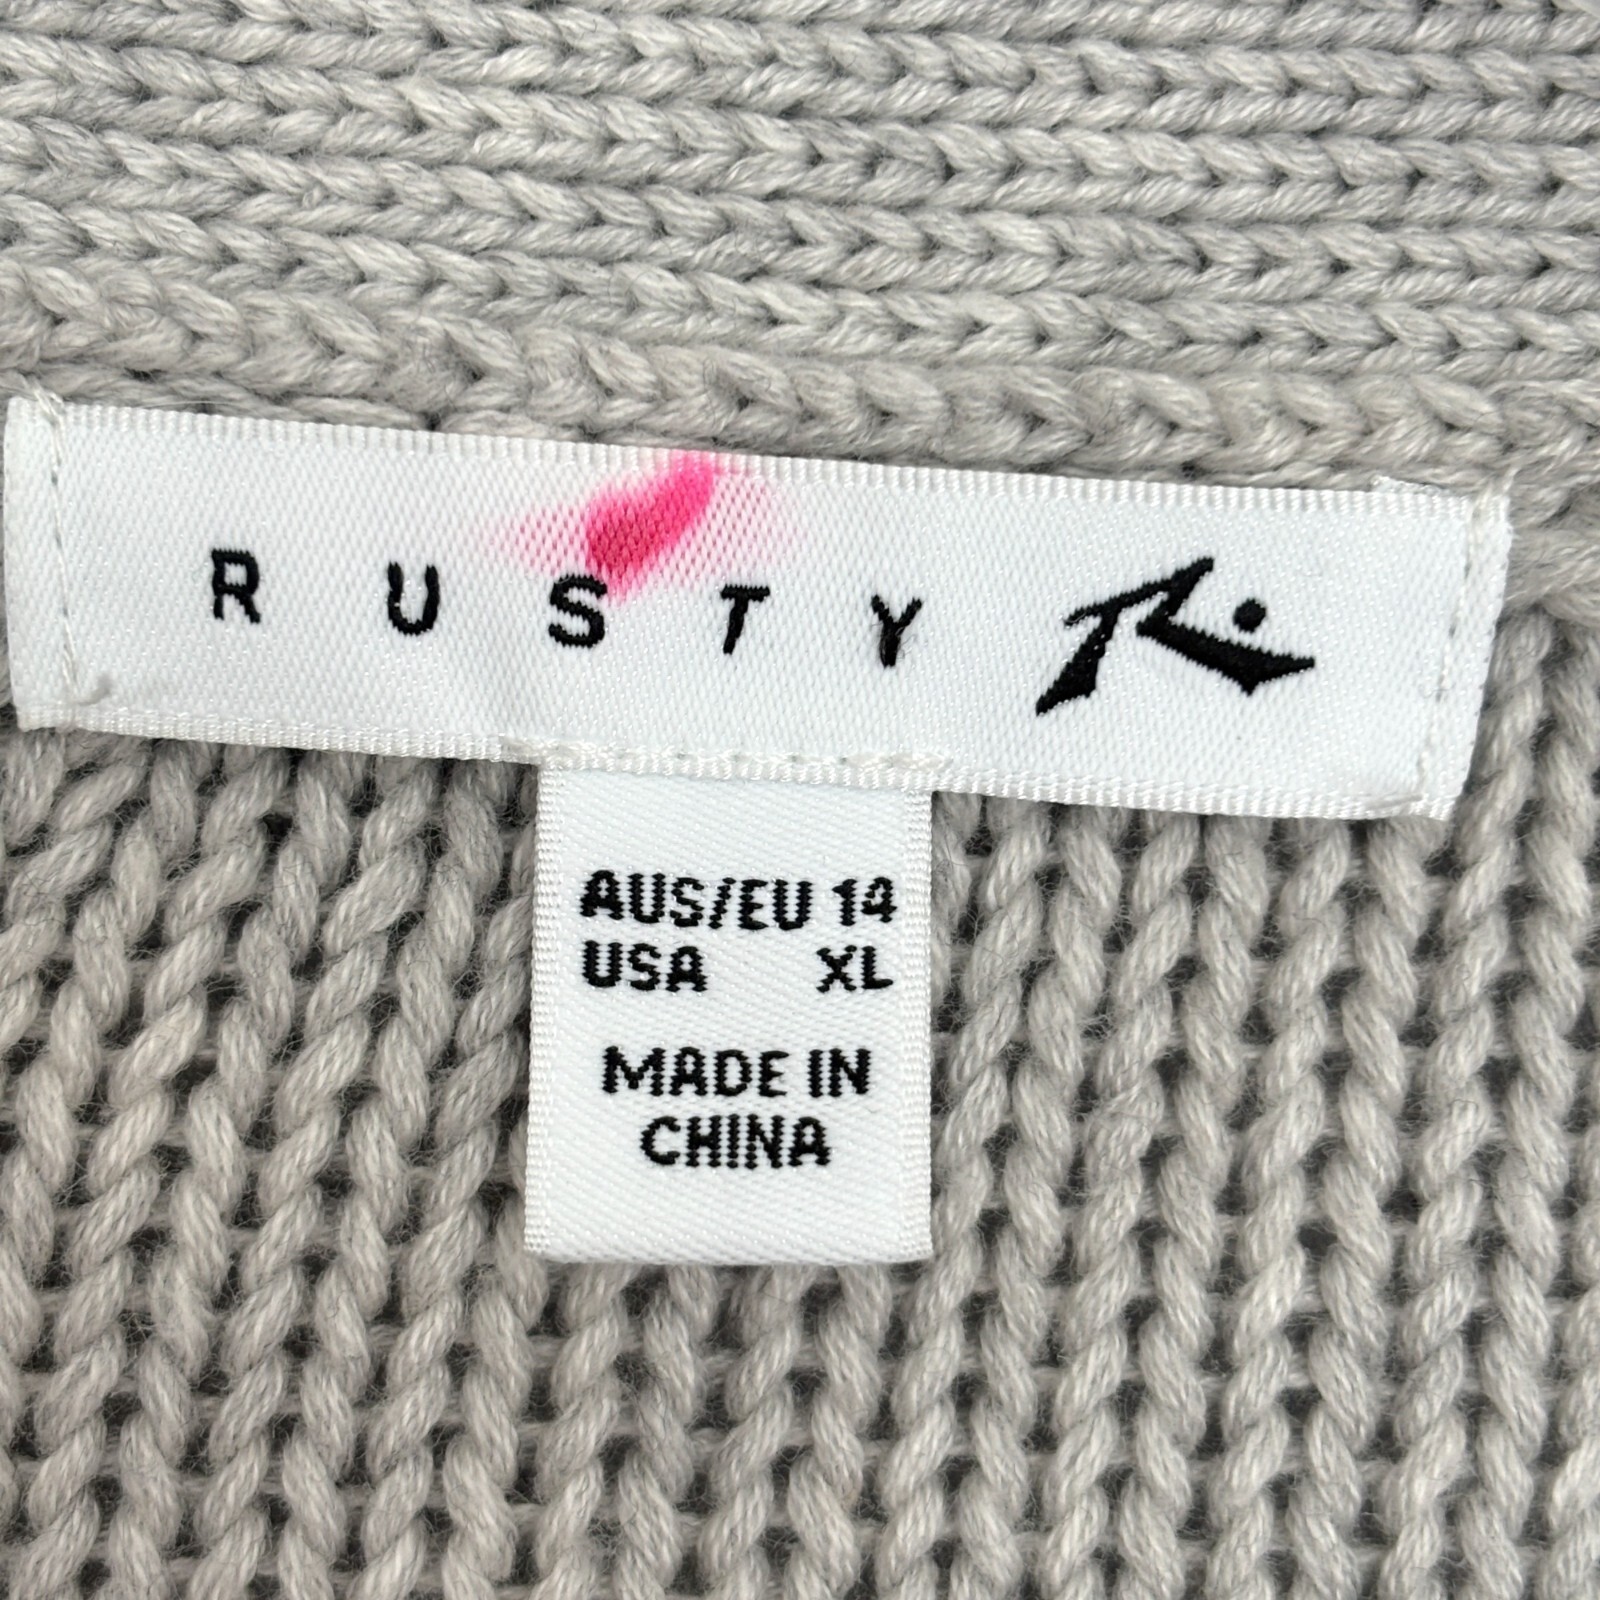 RUSTY
AUS/EU 14
USA XL
MADE IN
CHINA